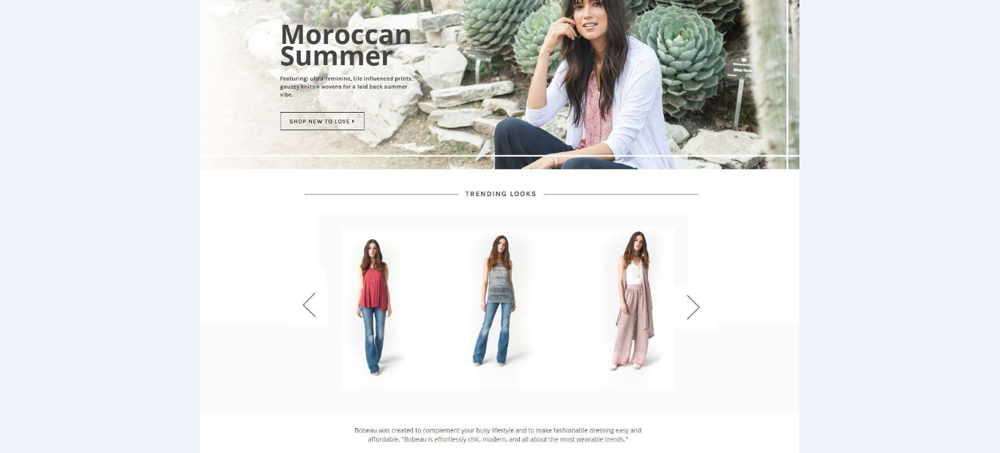 Moroccan
Summer
Featuring: ultra-feminine, tile influenced prints,
gauzey knits + wovens for a laid back summer
vibe.
SHOP NEW TO LOVE
TRENDING LOOKS
Bobeau was created to complement your busy lifestyle and to make fashionable dressing easy and
affordable. "Bobeau is effortlessly chic, modern, and all about the most wearable trends."